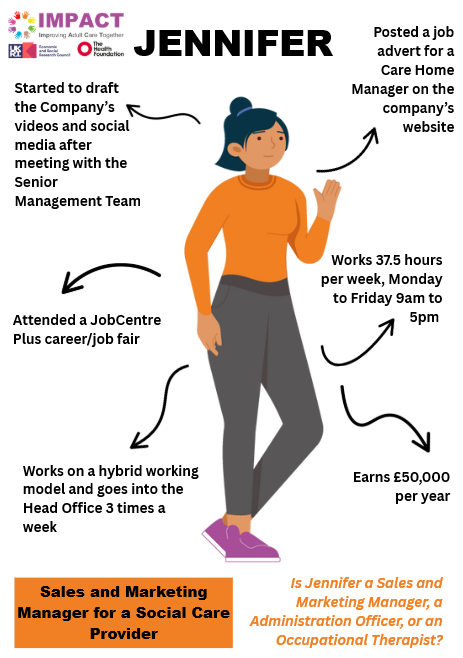 IMPACT
Improving Adult Care Together
UKRI
Economic
and Social
Research Council
The
Health
Foundation
JENNIFER
Posted a job
advert for a
Care Home
Manager on the
company's
website
Started to draft
the Company's
videos and social
media after
meeting with the
Senior
Management Team
Works 37.5 hours
per week, Monday
to Friday 9am to
5pm
Attended a JobCentre
Plus career/job fair
Works on a hybrid working
model and goes into the
Head Office 3 times a
week
Earns £50,000
per year
Sales and Marketing
Manager for a Social Care
Provider
Is Jennifer a Sales and
Marketing Manager, a
Administration Officer, or an
Occupational Therapist?